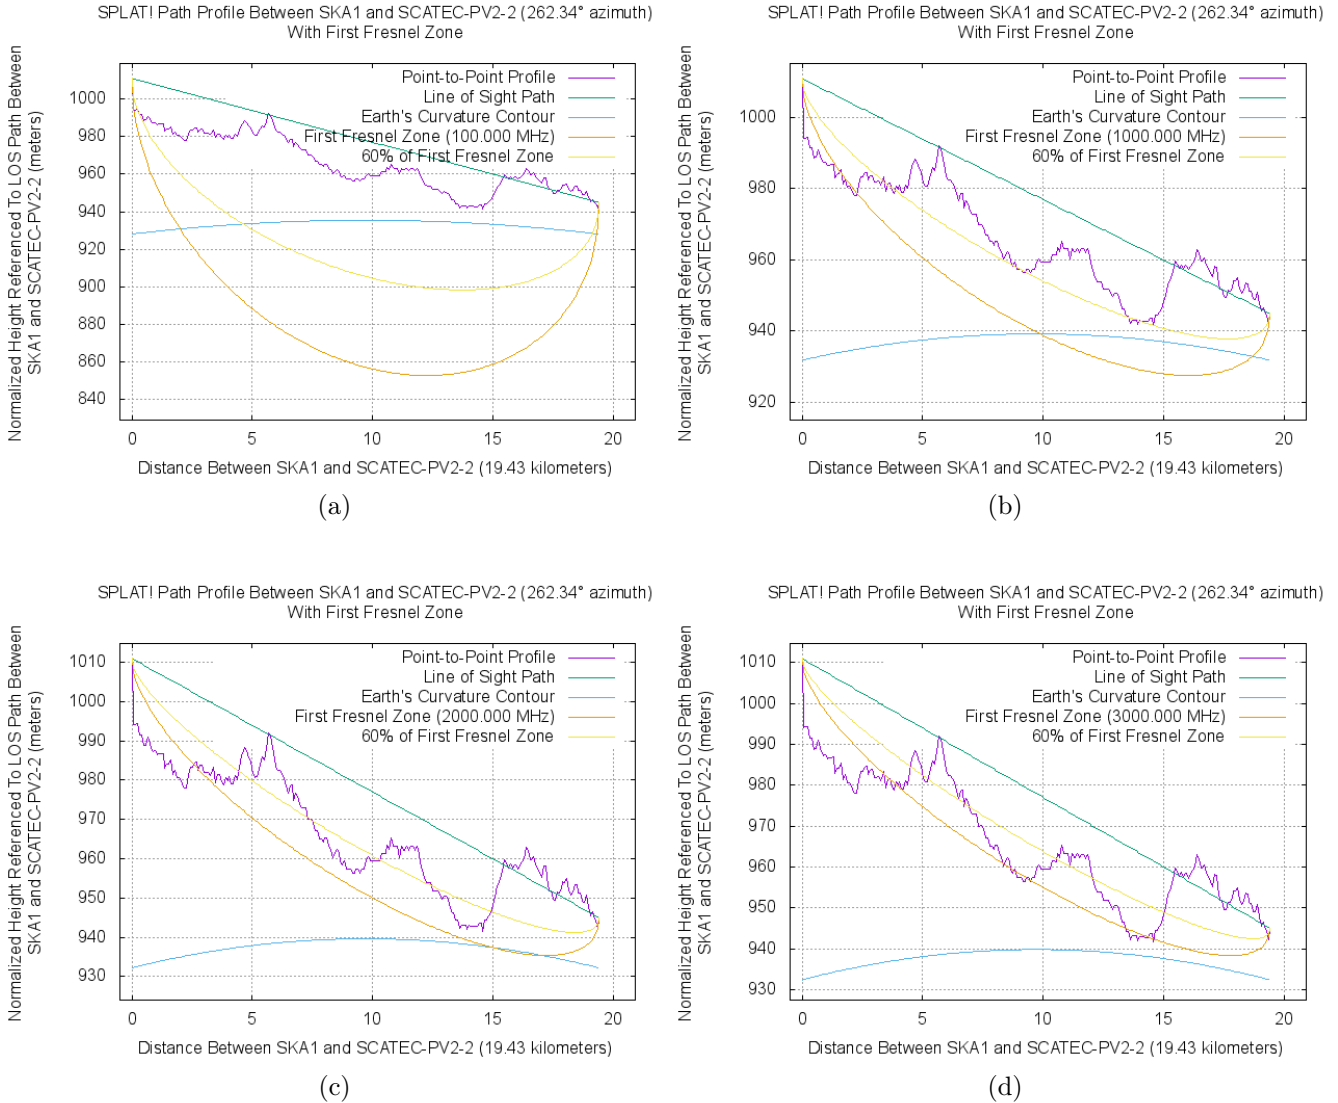 SPLAT! Path Profile Between SKA1 and SCATEC-PV2-2 (262.34° azimuth)
With First Fresnel Zone
Normalized Height Referenced To LOS Path Between
SKA1 and SCATEC-PV2-2 (meters)
Point-to-Point Profile
Line of Sight Path
Earth's Curvature Contour
First Fresnel Zone (100.000 MHz)
60% of First Fresnel Zone
1000
980
960
940
920
900
880
860
840
0 5 10 15 20
Distance Between SKA1 and SCATEC-PV2-2 (19.43 kilometers)
(a)
SPLAT! Path Profile Between SKA1 and SCATEC-PV2-2 (262.34° azimuth)
With First Fresnel Zone
Normalized Height Referenced To LOS Path Between
SKA1 and SCATEC-PV2-2 (meters)
Point-to-Point Profile
Line of Sight Path
Earth's Curvature Contour
First Fresnel Zone (1000.000 MHz)
60% of First Fresnel Zone
1000
980
960
940
920
0 5 10 15 20
Distance Between SKA1 and SCATEC-PV2-2 (19.43 kilometers)
(b)
SPLAT! Path Profile Between SKA1 and SCATEC-PV2-2 (262.34° azimuth)
With First Fresnel Zone
Normalized Height Referenced To LOS Path Between
SKA1 and SCATEC-PV2-2 (meters)
Point-to-Point Profile
Line of Sight Path
Earth's Curvature Contour
First Fresnel Zone (2000.000 MHz)
60% of First Fresnel Zone
1010
1000
990
980
970
960
950
940
930
0 5 10 15 20
Distance Between SKA1 and SCATEC-PV2-2 (19.43 kilometers)
(c)
SPLAT! Path Profile Between SKA1 and SCATEC-PV2-2 (262.34° azimuth)
With First Fresnel Zone
Normalized Height Referenced To LOS Path Between
SKA1 and SCATEC-PV2-2 (meters)
Point-to-Point Profile
Line of Sight Path
Earth's Curvature Contour
First Fresnel Zone (3000.000 MHz)
60% of First Fresnel Zone
1010
1000
990
980
970
960
950
940
930
0 5 10 15 20
Distance Between SKA1 and SCATEC-PV2-2 (19.43 kilometers)
(d)